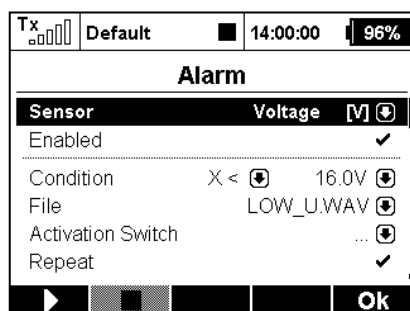 Tx Default 14:00:00 96%
Alarm
Sensor Voltage [V]
Enabled ✔
Condition X < 16.0V
File LOW_U.WAV
Activation Switch ...
Repeat ✔
Ok